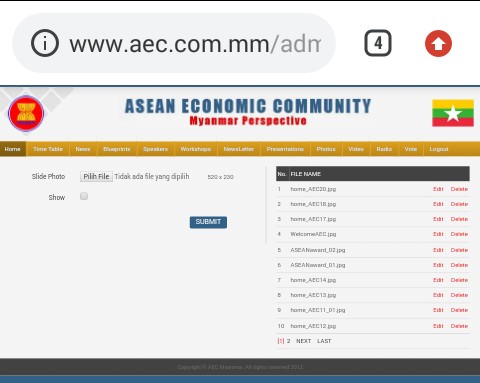 www.aec.com.mm/adm
4
ASEAN ECONOMIC COMMUNITY
Myanmar Perspective
Home Time Table News Blueprints Speakers Workshops NewsLetter Presentations Photos Video Radio Vote Logout
Slide Photo Pilih File Tidak ada file yang dipilih 520 x 230
Show
SUBMIT
No. FILE NAME
1 home_AEC20.jpg Edit Delete
2 home_AEC18.jpg Edit Delete
3 home_AEC17.jpg Edit Delete
4 WelcomeAEC.jpg Edit Delete
5 ASEANaward_02.jpg Edit Delete
6 ASEANaward_01.jpg Edit Delete
7 home_AEC14.jpg Edit Delete
8 home_AEC13.jpg Edit Delete
9 home_AEC11_01.jpg Edit Delete
10 home_AEC12.jpg Edit Delete
[1] 2 NEXT LAST
Copyright © AEC Myanmar. All rights reserved 2012.